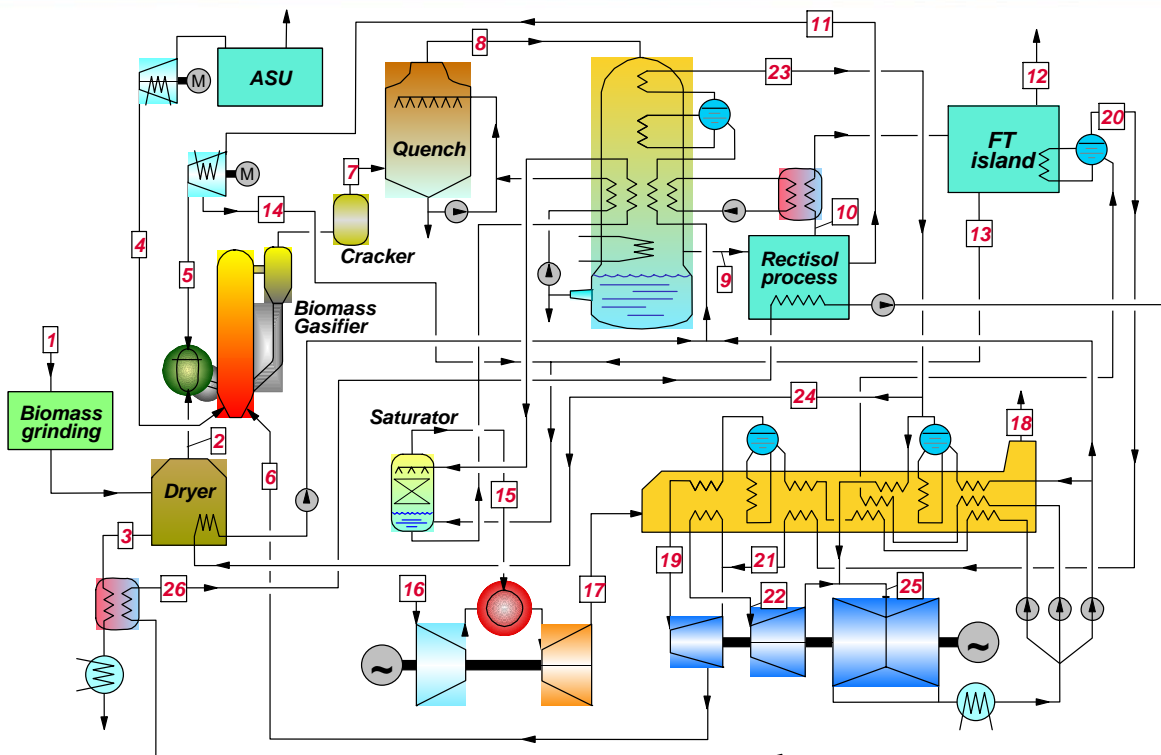 11
8
23
12
ASU
M
20
FT
island
Quench
7
M
14
10
4
13
Cracker
Rectisol
process
9
5
Biomass
Gasifier
1
24
Saturator
18
Biomass
grinding
2
6
15
Dryer
3
21
19
17
26
16
22
25
~
~